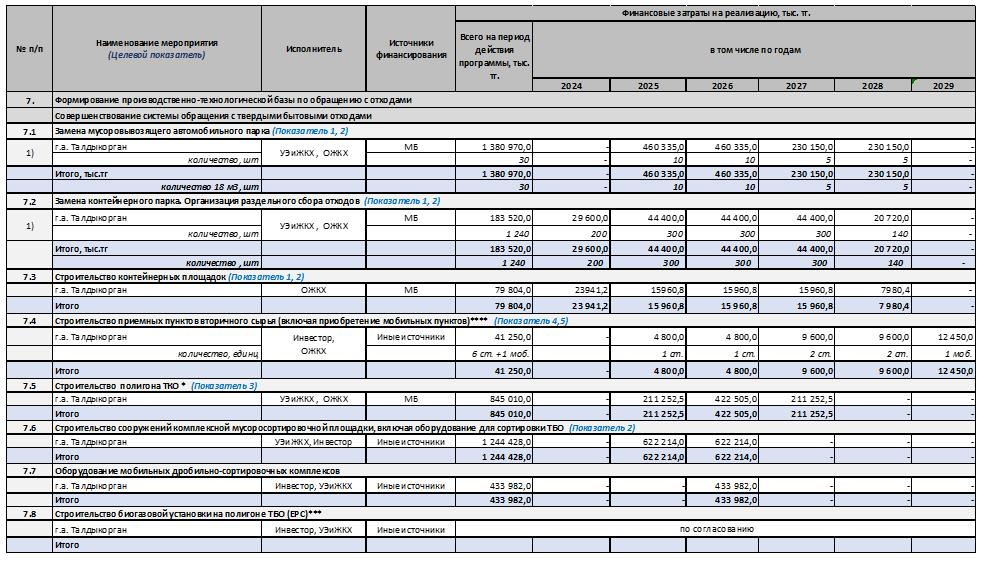 Финансовые затраты на реализацию, тыс. тг.
№ п/п Наименование мероприятия (Целевой показатель) Исполнитель Источники финансирования Всего на период действия программы, тыс. тг. в том числе по годам
2024 2025 2026 2027 2028 2029
7. Формирование производственно-технологической базы по обращению с отходами
Совершенствование системы обращения с твердыми бытовыми отходами
7.1 Замена мусоровывозящего автомобильного парка (Показатель 1, 2)
1) г.а. Талдыкорган УЭиЖКХ , ОЖКХ МБ 1 380 970,0 - 460 335,0 460 335,0 230 150,0 230 150,0 -
количество, шт 30 - 10 10 5 5 -
Итого, тыс.тг 1 380 970,0 - 460 335,0 460 335,0 230 150,0 230 150,0 -
количество 18 м3, шт 30 - 10 10 5 5 -
7.2 Замена контейнерного парка. Организация раздельного сбора отходов (Показатель 1, 2)
1) г.а. Талдыкорган УЭиЖКХ , ОЖКХ МБ 183 520,0 29 600,0 44 400,0 44 400,0 44 400,0 20 720,0 -
количество, шт 1 240 200 300 300 300 140 -
Итого, тыс.тг 183 520,0 29 600,0 44 400,0 44 400,0 44 400,0 20 720,0 -
количество , шт 1 240 200 300 300 300 140 -
7.3 Строительство контейнерных площадок (Показатель 1, 2)
г.а. Талдыкорган ОЖКХ МБ 79 804,0 23941,2 15960,8 15960,8 15960,8 7980,4 -
Итого 79 804,0 23 941,2 15 960,8 15 960,8 15 960,8 7 980,4 -
7.4 Строительство приемных пунктов вторичного сырья (включая приобретение мобильных пунктов)**** (Показатель 4,5)
г.а. Талдыкорган Инвестор, ОЖКХ Иные источники 41 250,0 - 4 800,0 4 800,0 9 600,0 9 600,0 12 450,0
количество, единц 6 ст. +1 моб. 1 ст. 1 ст. 2 ст. 2 ст. 1 моб.
Итого 41 250,0 - 4 800,0 4 800,0 9 600,0 9 600,0 12 450,0
7.5 Строительство полигона ТКО * (Показатель 3)
г.а. Талдыкорган УЭиЖКХ , ОЖКХ МБ 845 010,0 - 211 252,5 422 505,0 211 252,5 - -
Итого 845 010,0 - 211 252,5 422 505,0 211 252,5 - -
7.6 Строительство сооружений комплексной мусоросортировочной площадки, включая оборудование для сортировки ТБО (Показатель 2)
г.а. Талдыкорган УЭиЖКХ, Инвестор Иные источники 1 244 428,0 - 622 214,0 622 214,0 - - -
Итого 1 244 428,0 - 622 214,0 622 214,0 - - -
7.7 Оборудование мобильных дробильно-сортировочных комплексов
г.а. Талдыкорган Инвестор, УЭиЖКХ Иные источники 433 982,0 - - 433 982,0 - - -
Итого 433 982,0 - - 433 982,0 - - -
7.8 Строительство биогазовой установки на полигоне ТБО (EPC)***
г.а. Талдыкорган Инвестор, УЭиЖКХ Иные источники по согласованию
Итого